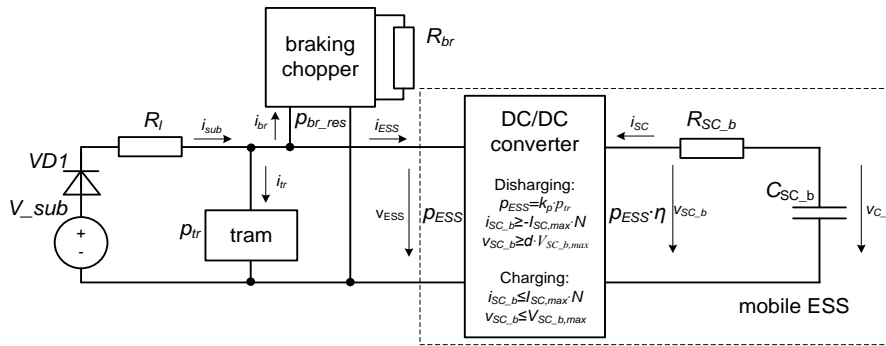 braking
chopper
R_br
p_br_res
i_br
R_l
i_sub
i_ESS
VD1
V_sub
+
-
i_tr
p_tr
tram
v_ESS
p_ESS
DC/DC
converter
Disharging:
p_ESS=k_p·p_tr
i_SC_b≥-I_SC,max·N
v_SC_b≥d·V_SC_b,max
Charging:
i_SC_b≤I_SC,max·N
v_SC_b≤V_SC_b,max
i_SC
R_SC_b
p_ESS·η
v_SC_b
C_SC_b
v_C_
mobile ESS